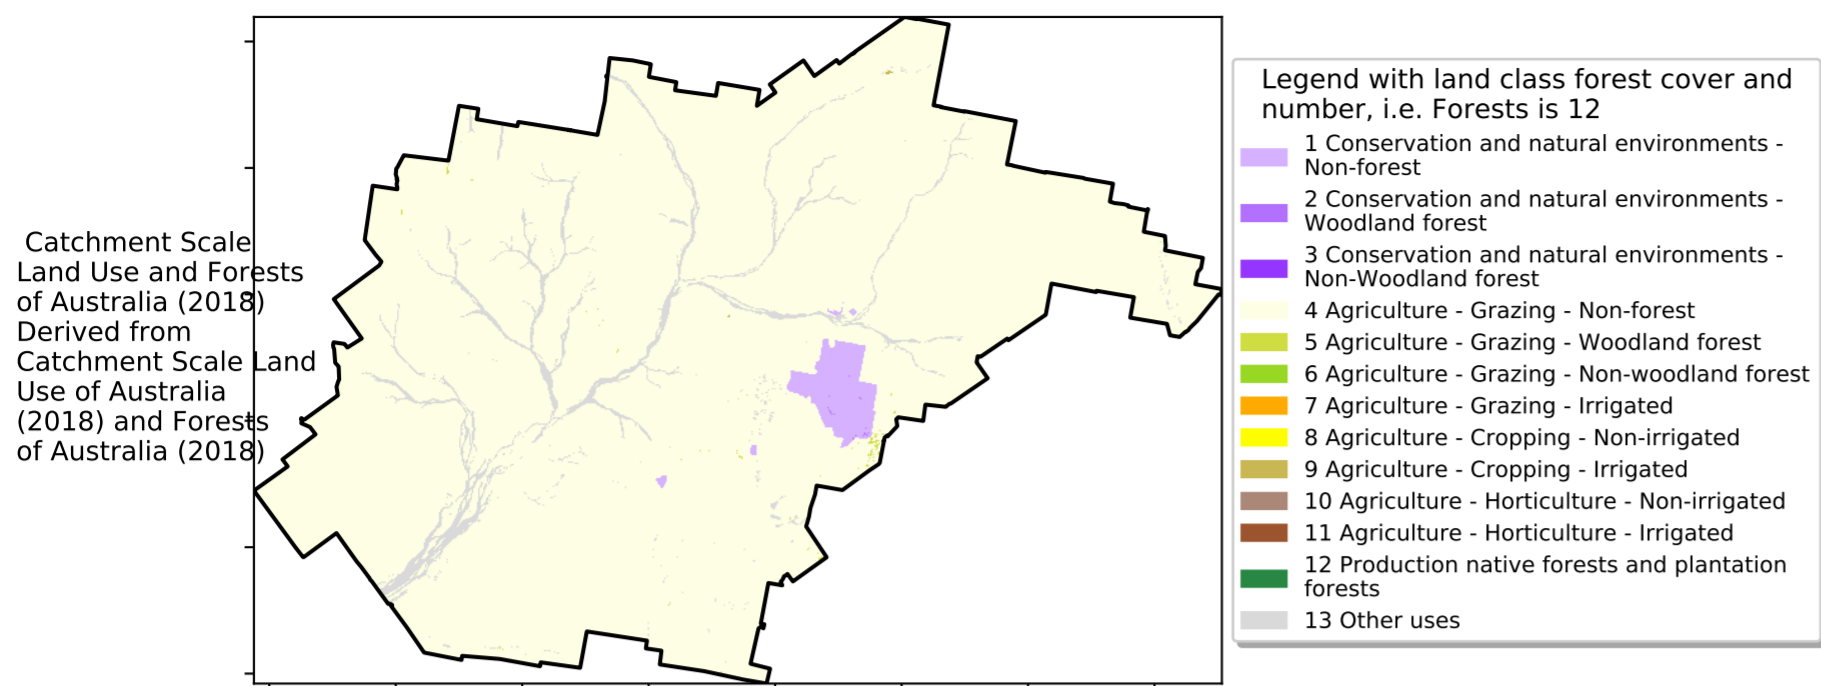 Catchment Scale
Land Use and Forests
of Australia (2018)
Derived from
Catchment Scale Land
Use of Australia
(2018) and Forests
of Australia (2018)
Legend with land class forest cover and
number, i.e. Forests is 12
1 Conservation and natural environments -
Non-forest
2 Conservation and natural environments -
Woodland forest
3 Conservation and natural environments -
Non-Woodland forest
4 Agriculture - Grazing - Non-forest
5 Agriculture - Grazing - Woodland forest
6 Agriculture - Grazing - Non-woodland forest
7 Agriculture - Grazing - Irrigated
8 Agriculture - Cropping - Non-irrigated
9 Agriculture - Cropping - Irrigated
10 Agriculture - Horticulture - Non-irrigated
11 Agriculture - Horticulture - Irrigated
12 Production native forests and plantation
forests
13 Other uses